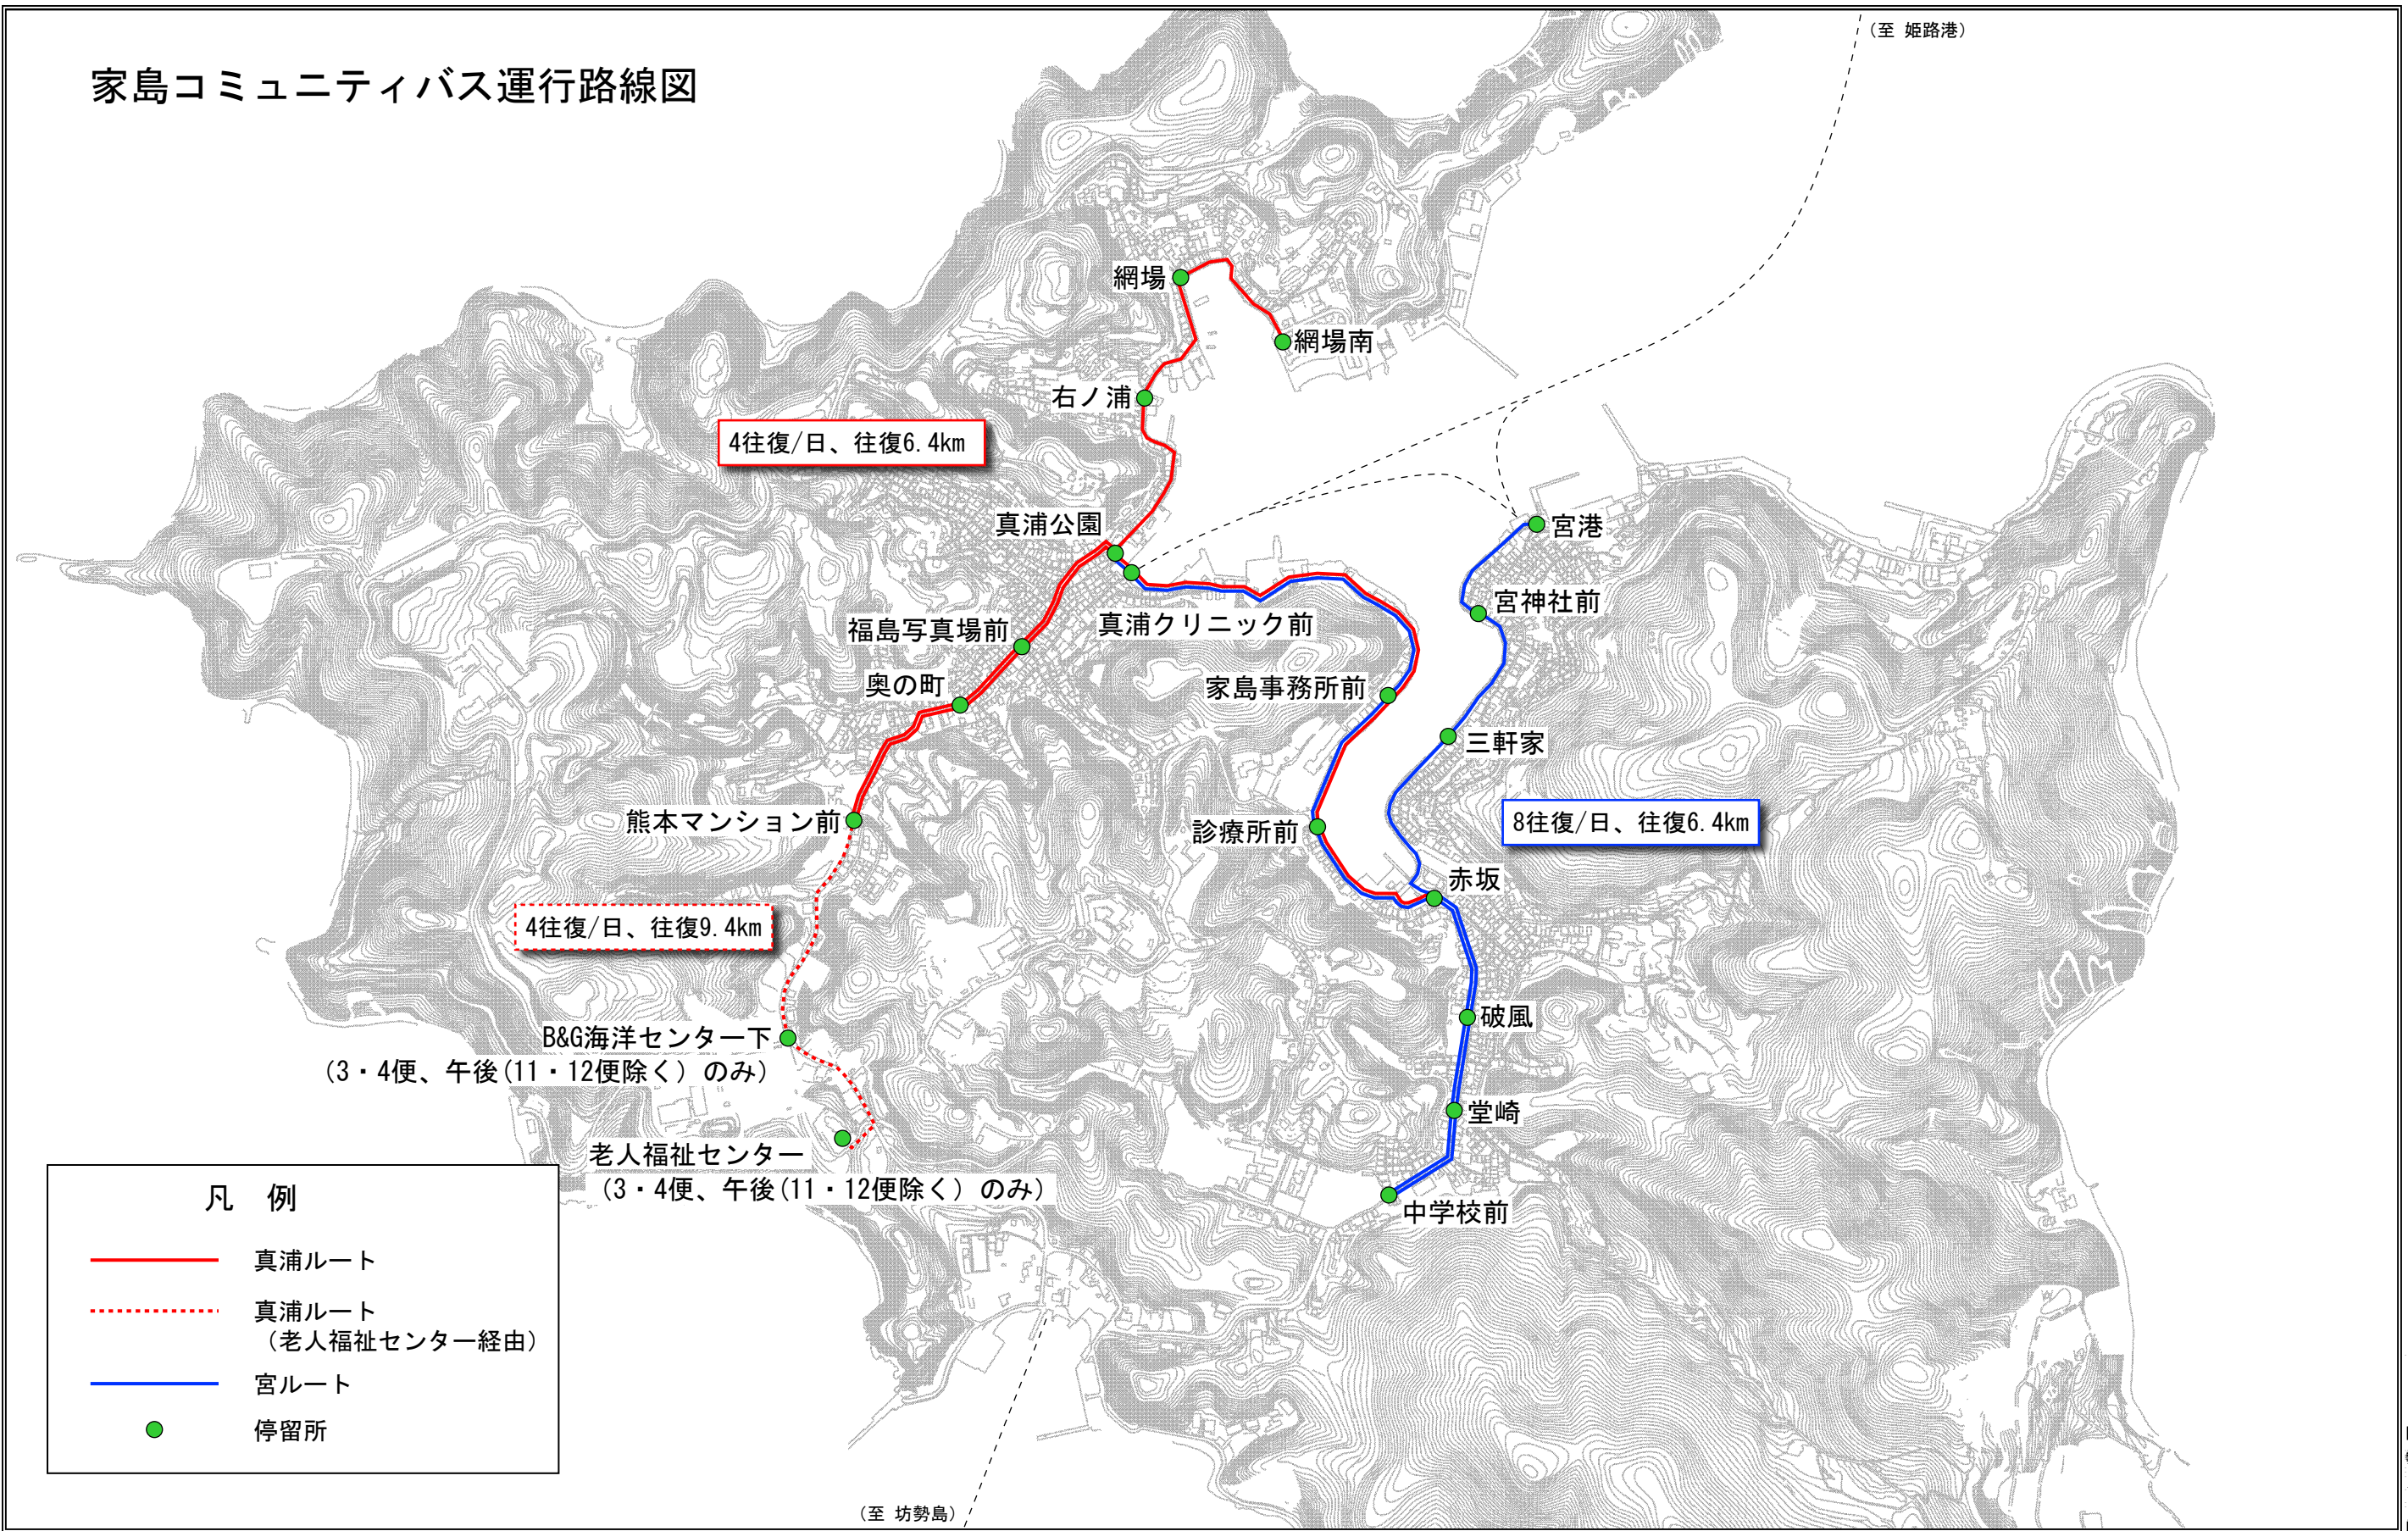 (至 姫路港)
家島コミュニティバス運行路線図
網場
網場南
右ノ浦
4往復/日、往復6.4km
真浦公園
宮港
宮神社前
真浦クリニック前
福島写真場前
奥の町
家島事務所前
三軒家
熊本マンション前
診療所前
8往復/日、往復6.4km
赤坂
4往復/日、往復9.4km
破風
B&G海洋センター下
(3・4便、午後(11・12便除く) のみ)
堂崎
老人福祉センター
(3・4便、午後(11・12便除く) のみ)
中学校前
凡 例
真浦ルート
真浦ルート
(老人福祉センター経由)
宮ルート
停留所
(至 坊勢島)